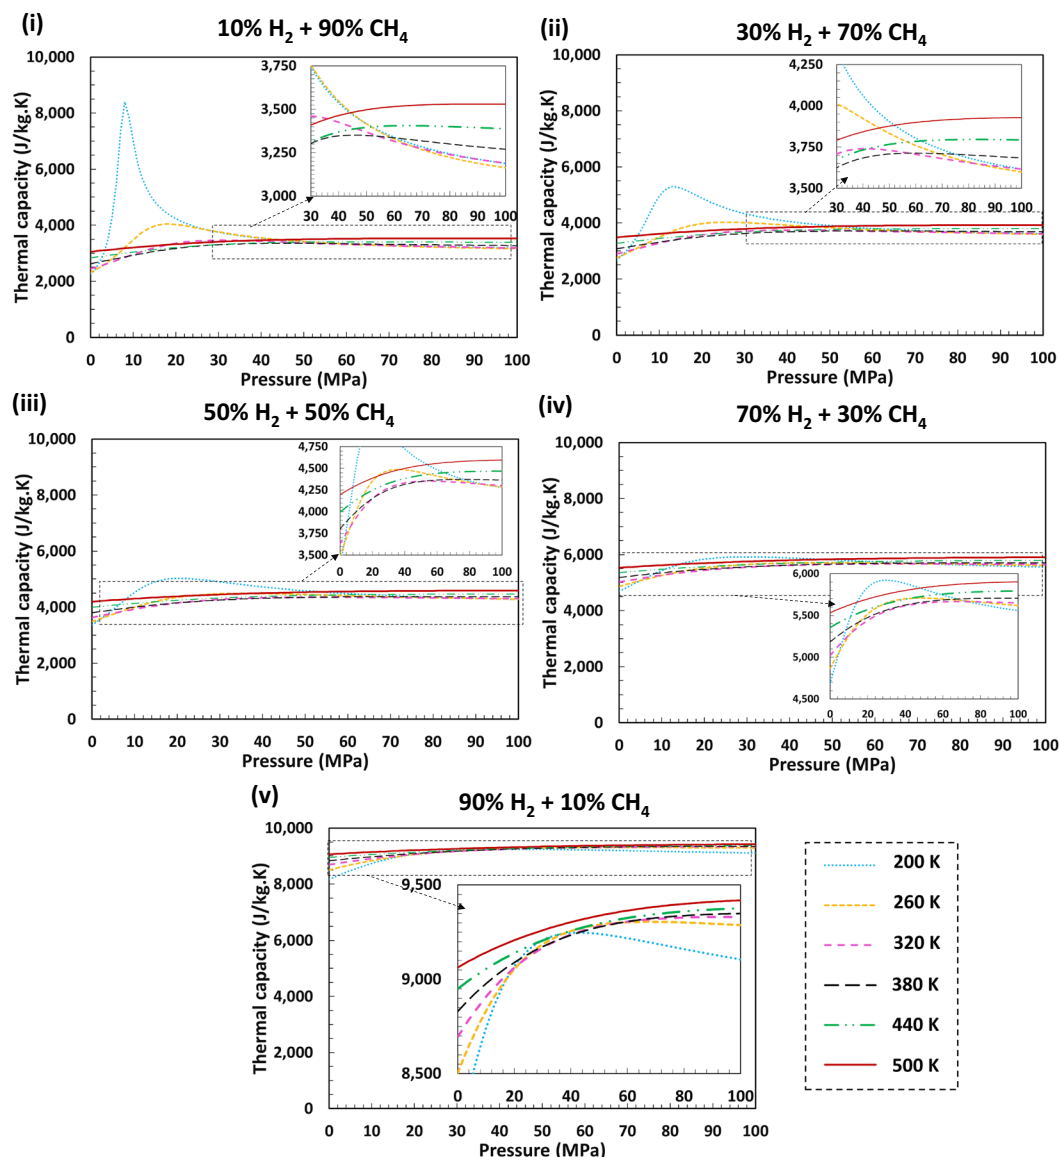 (i)
10% H2 + 90% CH4
Thermal capacity (J/kg.K)
10,000
8,000
6,000
4,000
2,000
0
0 10 20 30 40 50 60 70 80 90 100
Pressure (MPa)
3,750
3,500
3,250
3,000
30 40 50 60 70 80 90 100
(ii)
30% H2 + 70% CH4
Thermal capacity (J/kg.K)
10,000
8,000
6,000
4,000
2,000
0
0 10 20 30 40 50 60 70 80 90 100
Pressure (MPa)
4,250
4,000
3,750
3,500
30 40 50 60 70 80 90 100
(iii)
50% H2 + 50% CH4
Thermal capacity (J/kg.K)
10,000
8,000
6,000
4,000
2,000
0
0 10 20 30 40 50 60 70 80 90 100
Pressure (MPa)
4,750
4,500
4,250
4,000
3,750
3,500
0 20 40 60 80 100
(iv)
70% H2 + 30% CH4
Thermal capacity (J/kg.K)
10,000
8,000
6,000
4,000
2,000
0
0 10 20 30 40 50 60 70 80 90 100
Pressure (MPa)
6,000
5,500
5,000
4,500
0 20 40 60 80 100
(v)
90% H2 + 10% CH4
Thermal capacity (J/kg.K)
10,000
8,000
6,000
4,000
2,000
0
0 10 20 30 40 50 60 70 80 90 100
Pressure (MPa)
9,500
9,000
8,500
0 20 40 60 80 100
200 K
260 K
320 K
380 K
440 K
500 K